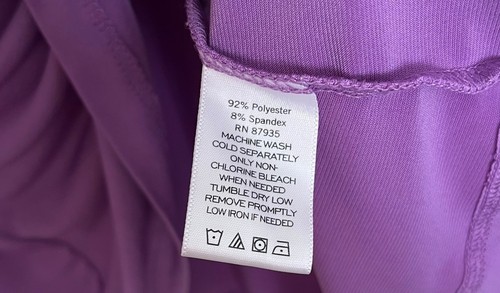 92% Polyester
8% Spandex
RN 87935
MACHINE WASH
COLD SEPARATELY
ONLY NON-
CHLORINE BLEACH
WHEN NEEDED
TUMBLE DRY LOW
REMOVE PROMPTLY
LOW IRON IF NEEDED